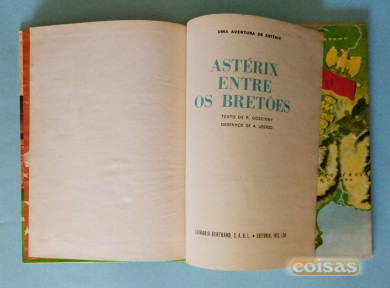 UMA AVENTURA DE ASTÉRIX
ASTÉRIX
ENTRE
OS BRETÕES
TEXTO DE R. GOSCINNY
DESENHOS DE A. UDERZO
LIVRARIA BERTRAND, S. A. R. L. • EDITORIAL IBIS, LDA.
coisas